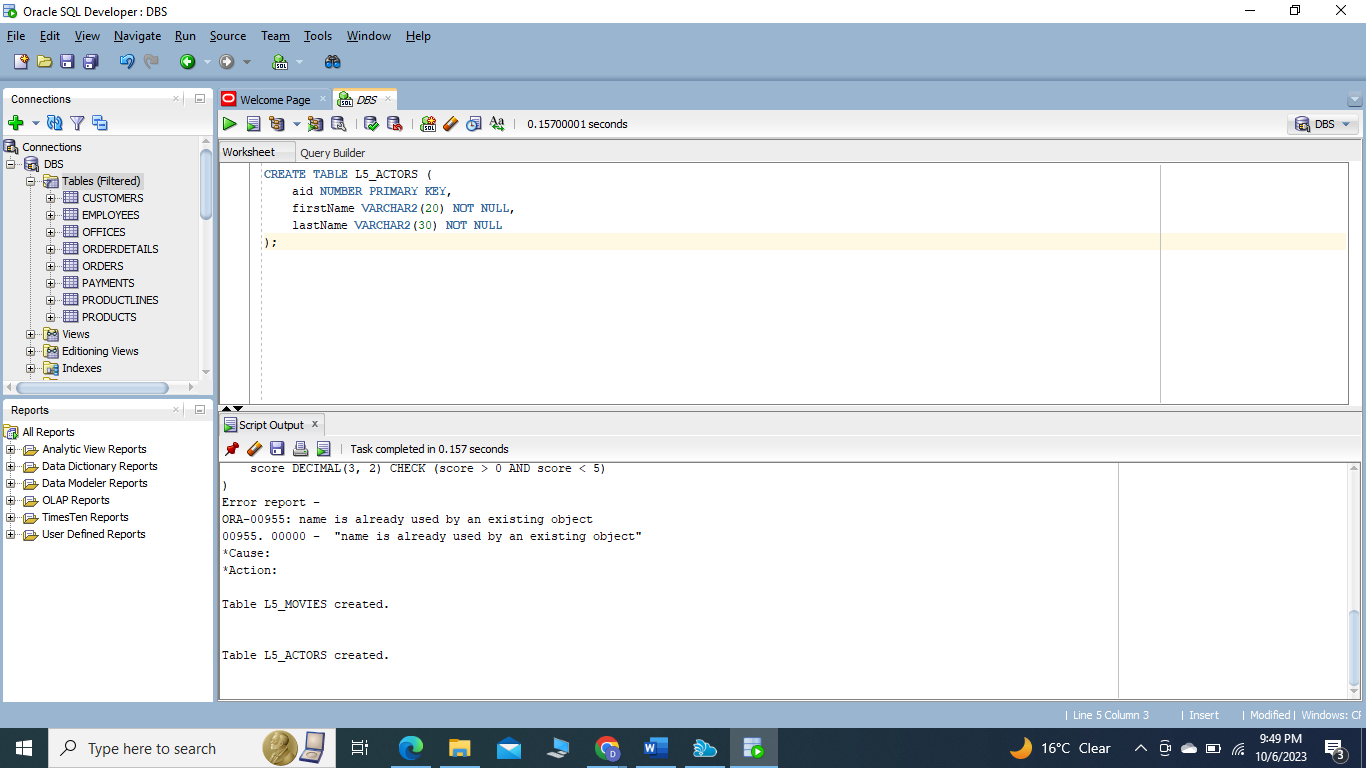 Oracle SQL Developer : DBS
File Edit View Navigate Run Source Team Tools Window Help
Connections
Connections
DBS
Tables (Filtered)
CUSTOMERS
EMPLOYEES
OFFICES
ORDERDETAILS
ORDERS
PAYMENTS
PRODUCTLINES
PRODUCTS
Views
Editioning Views
Indexes
Reports
All Reports
Analytic View Reports
Data Dictionary Reports
Data Modeler Reports
OLAP Reports
TimesTen Reports
User Defined Reports
Welcome Page
SQL DBS
SQL Aa 0.15700001 seconds
DBS
Worksheet Query Builder
CREATE TABLE L5_ACTORS (
aid NUMBER PRIMARY KEY,
firstName VARCHAR2(20) NOT NULL,
lastName VARCHAR2(30) NOT NULL
);
Script Output x
Task completed in 0.157 seconds
score DECIMAL(3, 2) CHECK (score > 0 AND score < 5)
)
Error report -
ORA-00955: name is already used by an existing object
00955. 00000 - "name is already used by an existing object"
*Cause:
*Action:
Table L5_MOVIES created.
Table L5_ACTORS created.
Line 5 Column 3 Insert Modified Windows: CF
Type here to search
16°C Clear
9:49 PM
10/6/2023
3